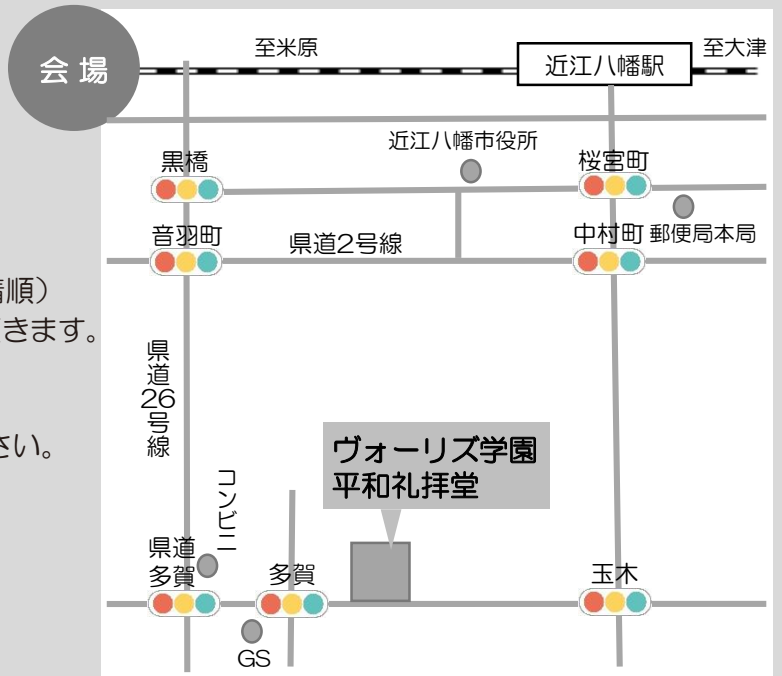 会場
至米原
近江八幡駅
至大津
近江八幡市役所
黒橋
桜宮町
音羽町
県道2号線
中村町
郵便局本局
着順）
きます。
県道26号線
さい。
ヴォーリズ学園
平和礼拝堂
コンビニ
県道
多賀
多賀
玉木
GS